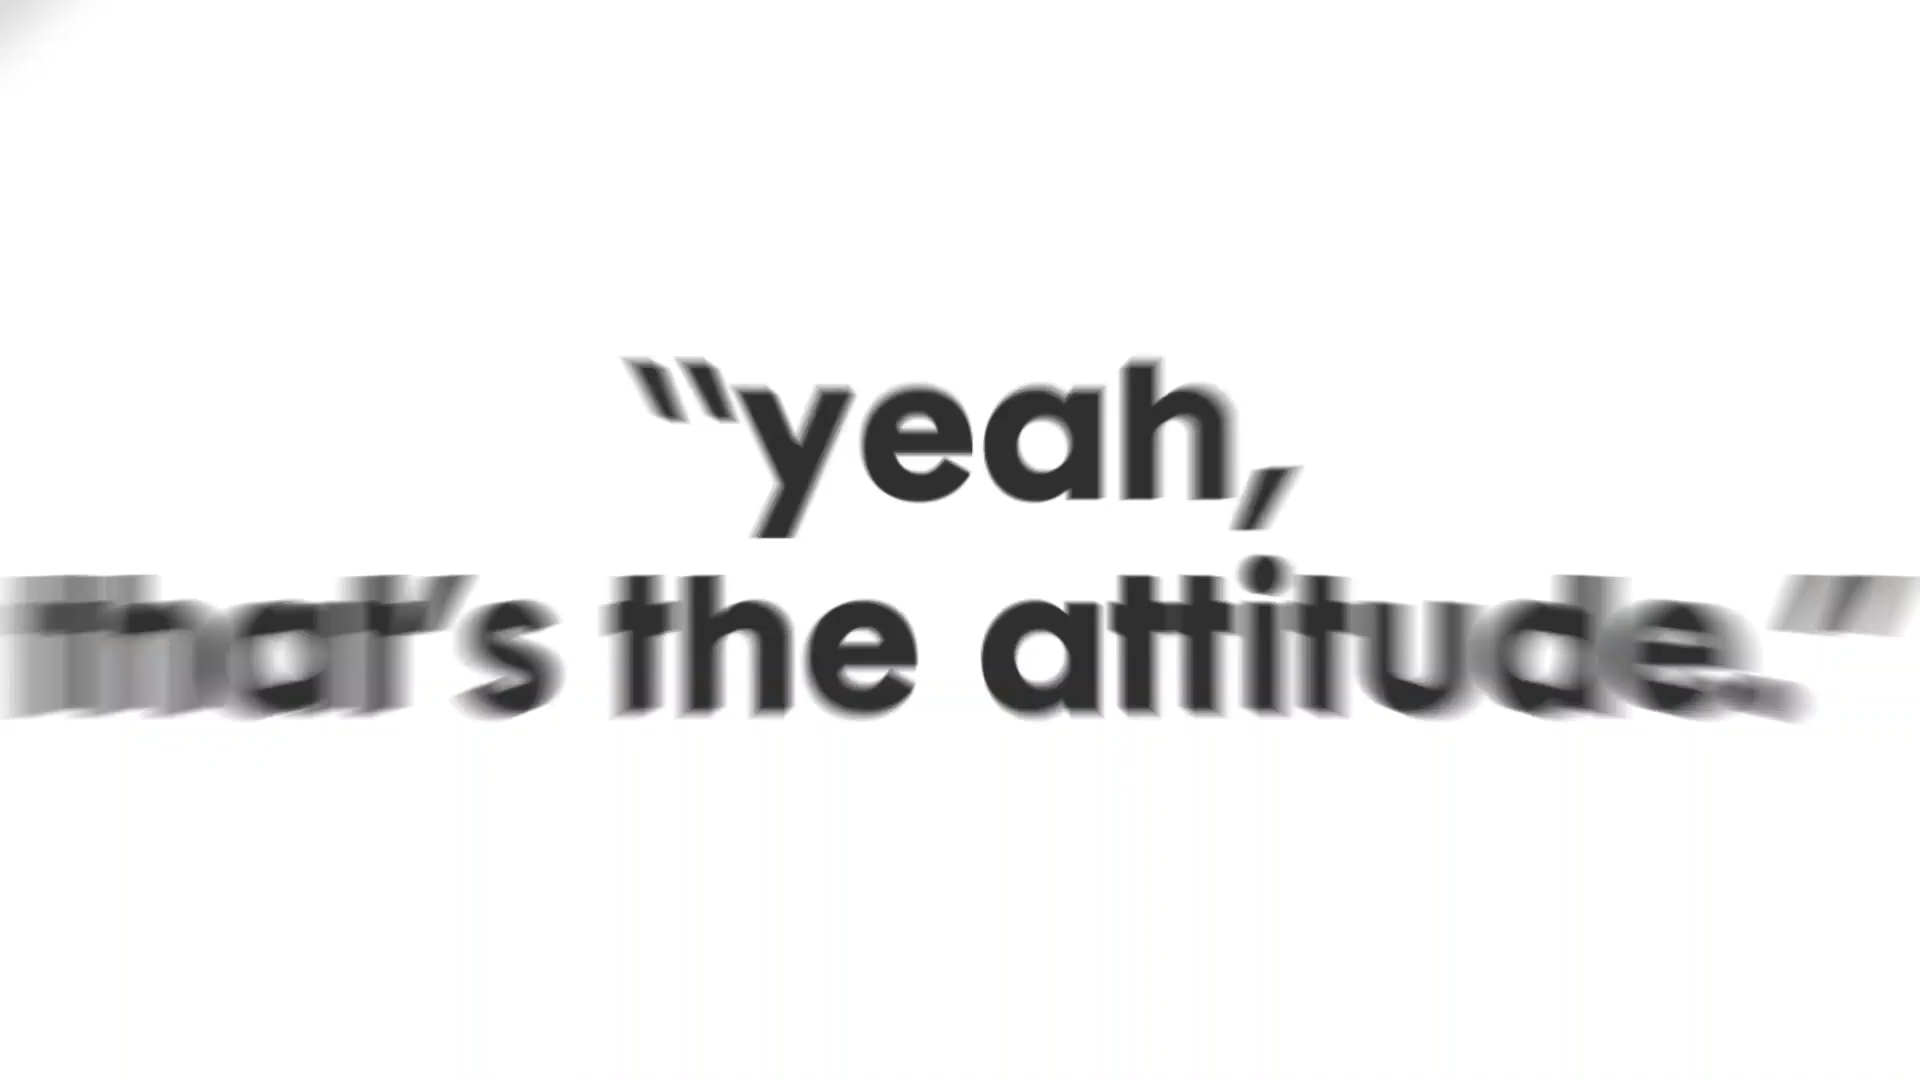 “yeah,
that’s the attitude.”